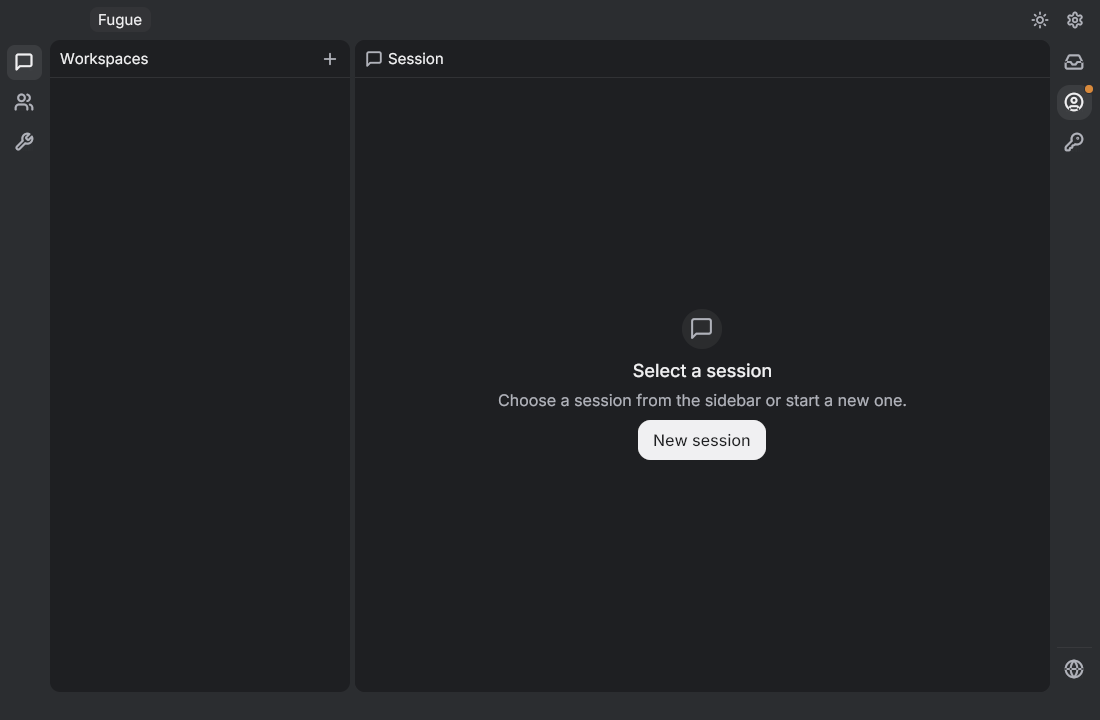 Fugue
Workspaces
Session
Select a session
Choose a session from the sidebar or start a new one.
New session